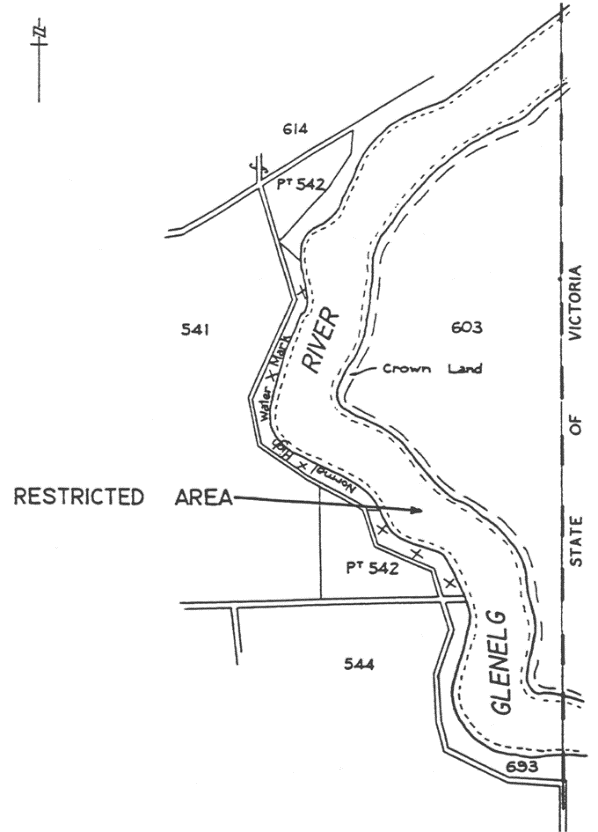 N
614
PT 542
541
RIVER
603
VICTORIA
Crown Land
Water Mark
Normal High
OF
RESTRICTED AREA
STATE
PT 542
GLENELG
544
693